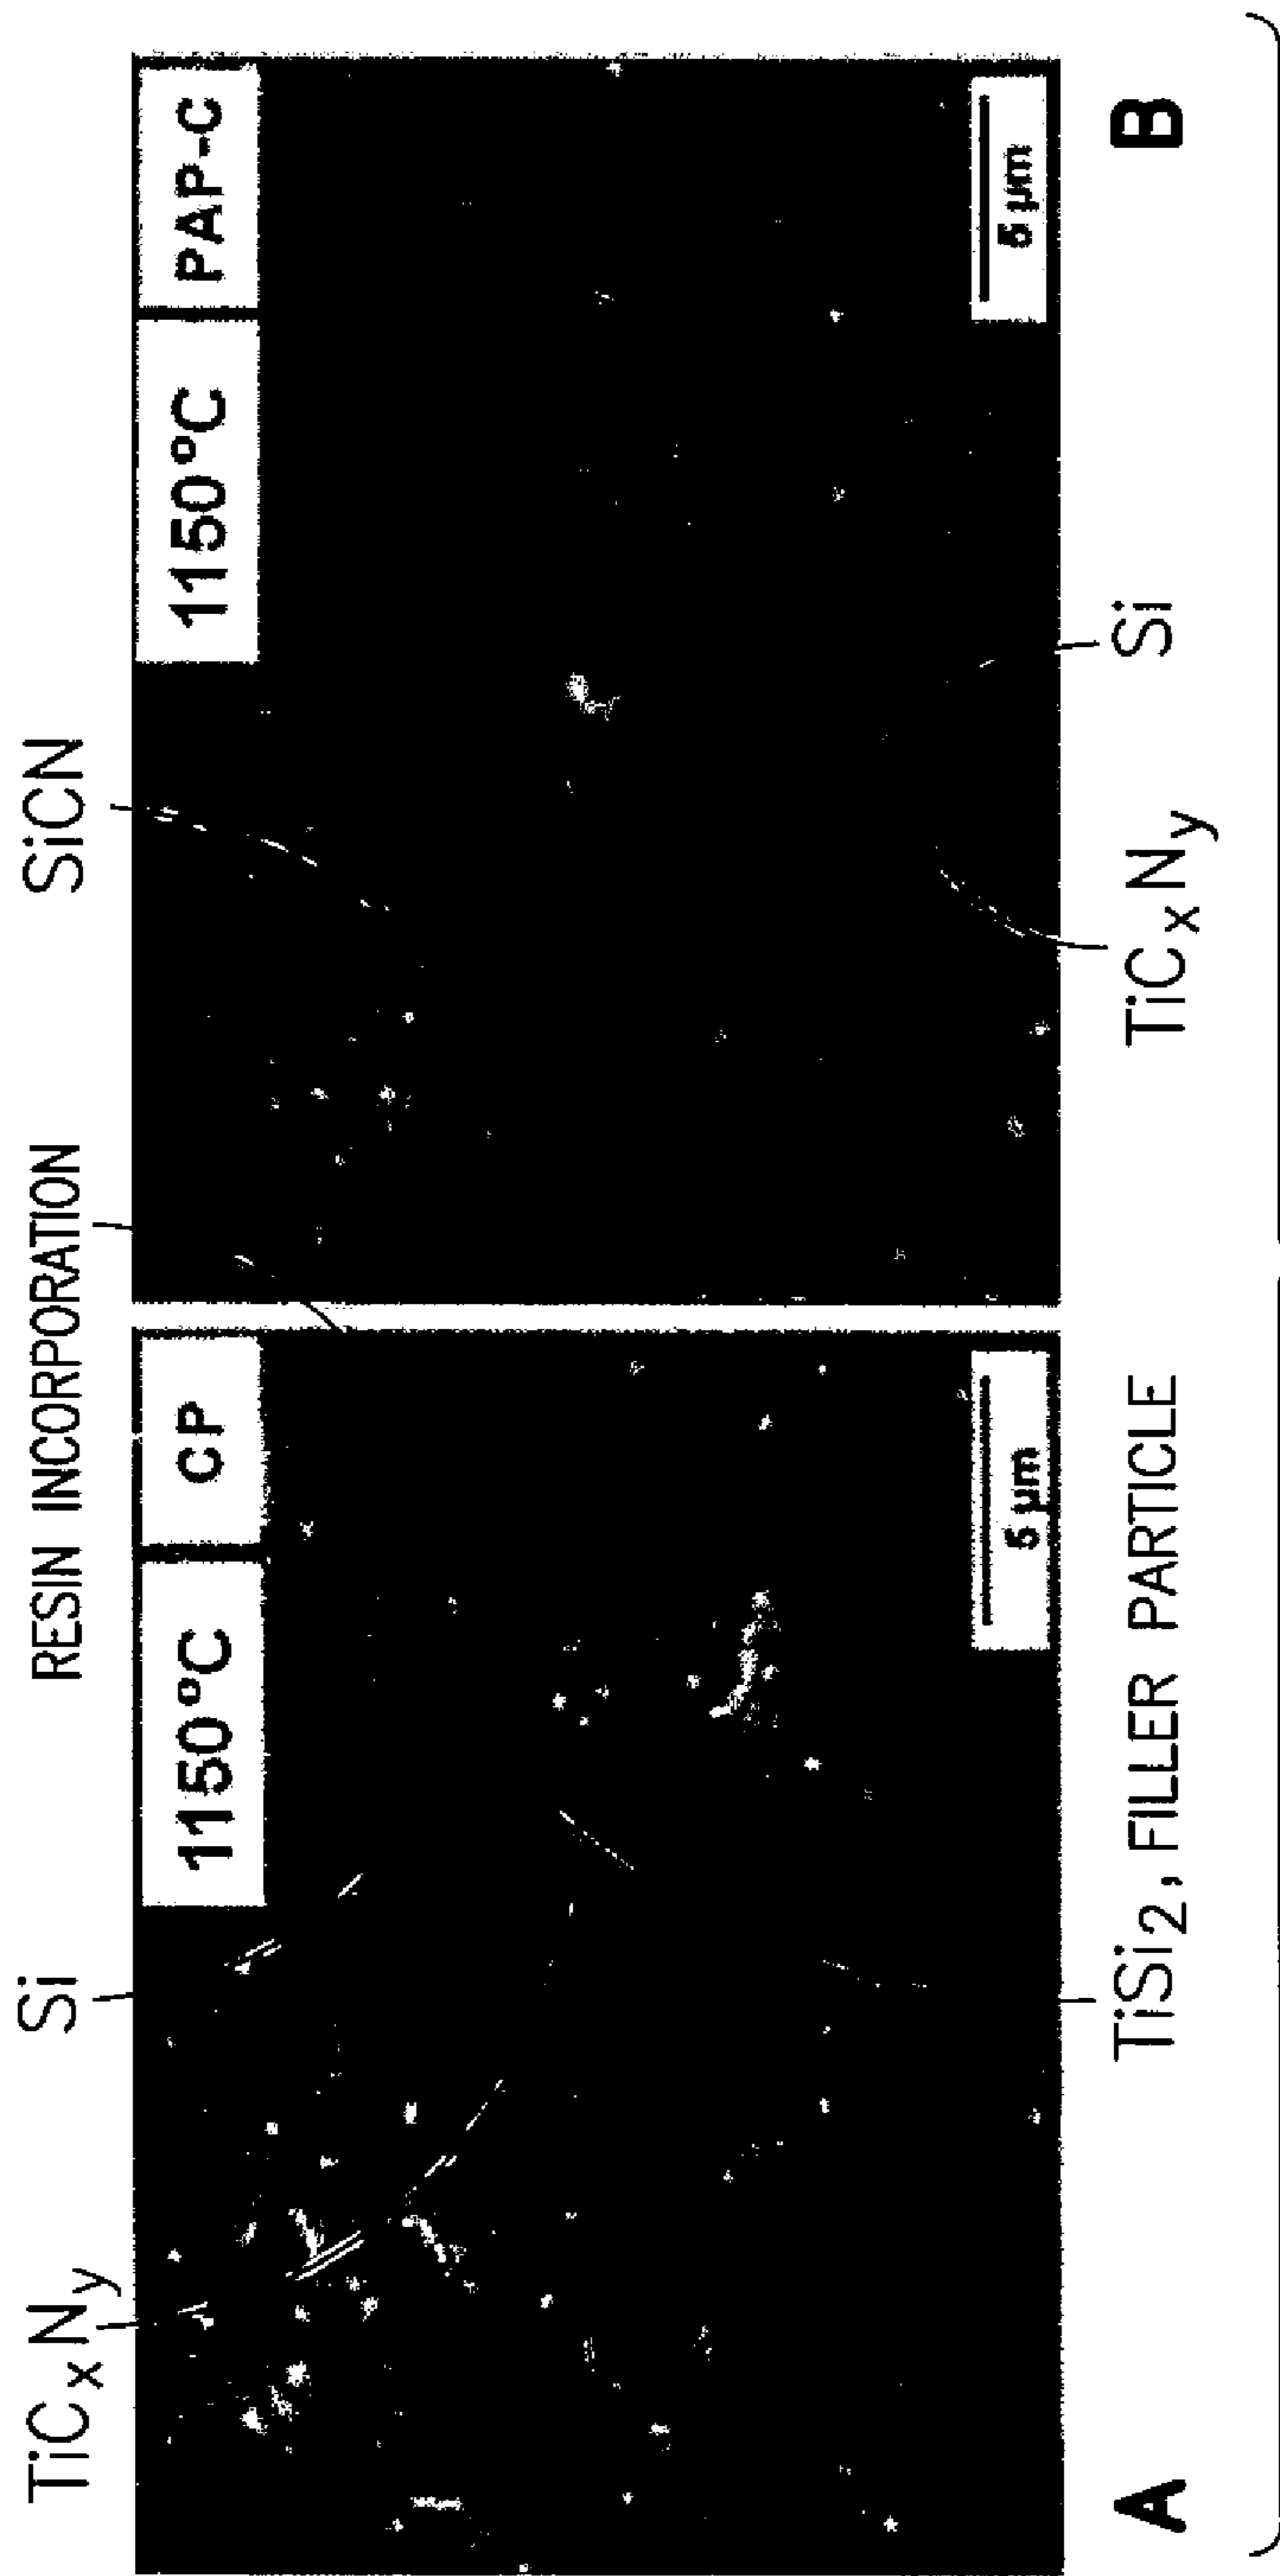 TiCxNy
Si
RESIN INCORPORATION
SiCN
1150°C
CP
1150°C
PAP-C
5 µm
5 µm
A
TiSi2, FILLER PARTICLE
TiCxNy
Si
B